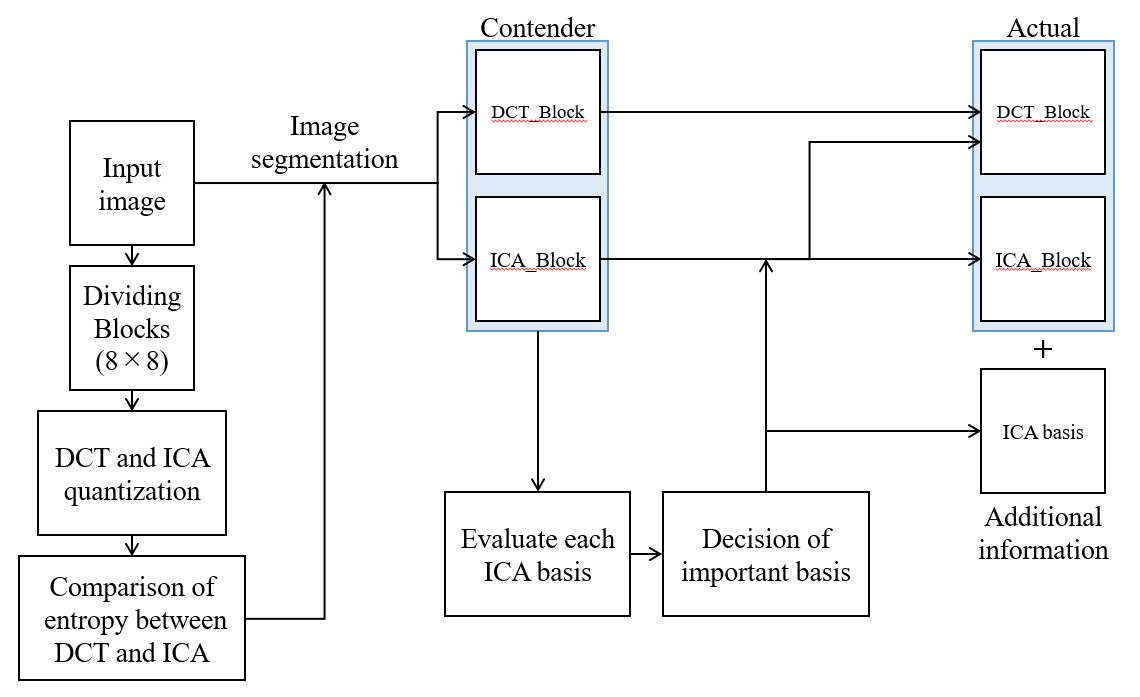 Contender
Actual
DCT_Block
DCT_Block
Image
segmentation
Input
image
ICA_Block
ICA_Block
Dividing
Blocks
(8×8)
+
ICA basis
DCT and ICA
quantization
Additional
information
Evaluate each
ICA basis
Decision of
important basis
Comparison of
entropy between
DCT and ICA